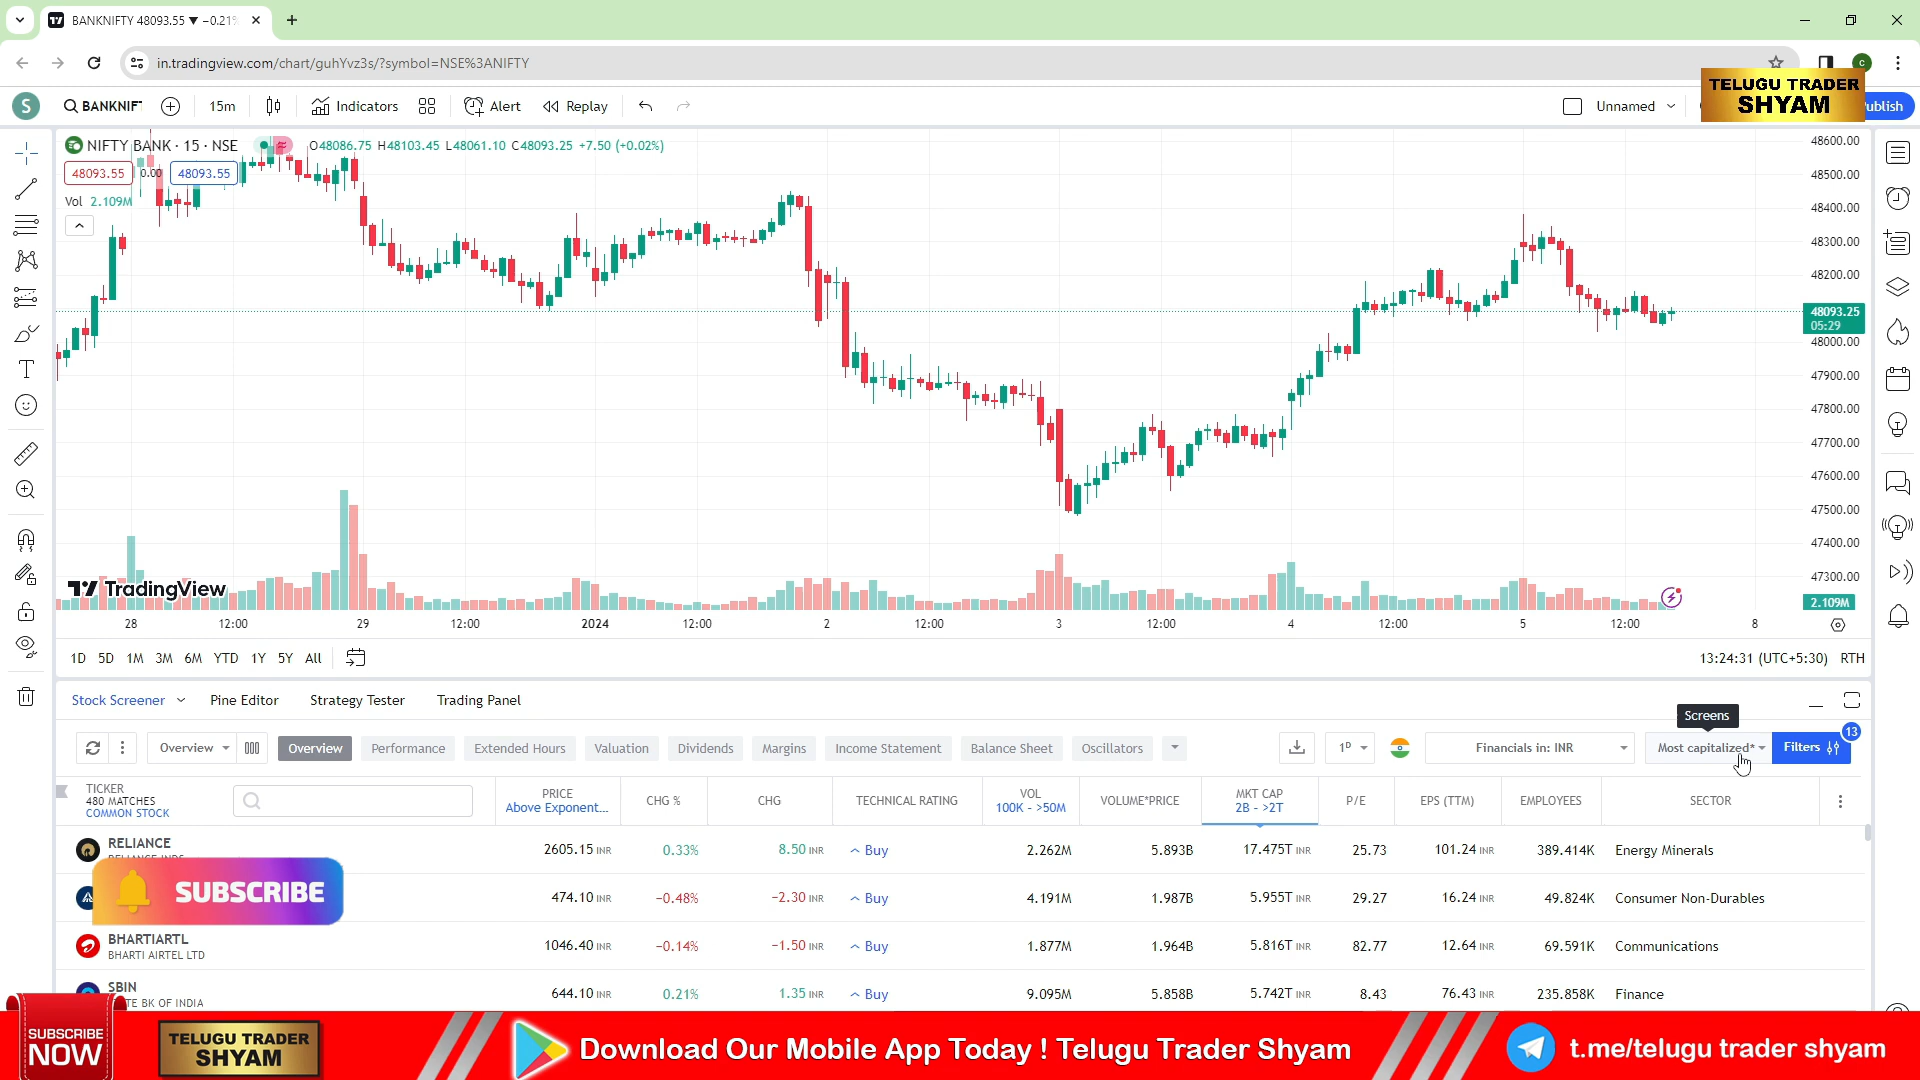 BANKNIFTY 48093.55 ▼ −0.21%
in.tradingview.com/chart/guhYvz3s/?symbol=NSE%3ANIFTY
TELUGU TRADER
SHYAM
S
BANKNIF
15m
Indicators
Alert
Replay
Unnamed
ublish
NIFTY BANK · 15 · NSE
O48086.75 H48103.45 L48061.10 C48093.25 +7.50 (+0.02%)
48093.55
0.00
48093.55
Vol 2.109M
48600.00
48500.00
48400.00
48300.00
48200.00
48093.25
05:29
48000.00
47900.00
47800.00
47700.00
47600.00
47500.00
47400.00
47300.00
2.109M
TradingView
28 12:00 29 12:00 2024 12:00 2 12:00 3 12:00 4 12:00 5 12:00 8
1D 5D 1M 3M 6M YTD 1Y 5Y All
13:24:31 (UTC+5:30) RTH
Stock Screener Pine Editor Strategy Tester Trading Panel
Screens
13
Overview
Overview Performance Extended Hours Valuation Dividends Margins Income Statement Balance Sheet Oscillators
1D
Financials in: INR
Most capitalized*
Filters
TICKER
480 MATCHES
COMMON STOCK
PRICE
Above Exponent...
CHG %
CHG
TECHNICAL RATING
VOL
100K - >50M
VOLUME*PRICE
MKT CAP
2B - >2T
P/E
EPS (TTM)
EMPLOYEES
SECTOR
RELIANCE
RELIANCE INDS
2605.15 INR 0.33% 8.50 INR Buy 2.262M 5.893B 17.475T INR 25.73 101.24 INR 389.414K Energy Minerals
SUBSCRIBE
474.10 INR −0.48% −2.30 INR Buy 4.191M 1.987B 5.955T INR 29.27 16.24 INR 49.824K Consumer Non-Durables
BHARTIARTL
BHARTI AIRTEL LTD
1046.40 INR −0.14% −1.50 INR Buy 1.877M 1.964B 5.816T INR 82.77 12.64 INR 69.591K Communications
SBIN
TE BK OF INDIA
644.10 INR 0.21% 1.35 INR Buy 9.095M 5.858B 5.742T INR 8.43 76.43 INR 235.858K Finance
SUBSCRIBE
NOW
TELUGU TRADER
SHYAM
Download Our Mobile App Today ! Telugu Trader Shyam
t.me/telugu trader shyam